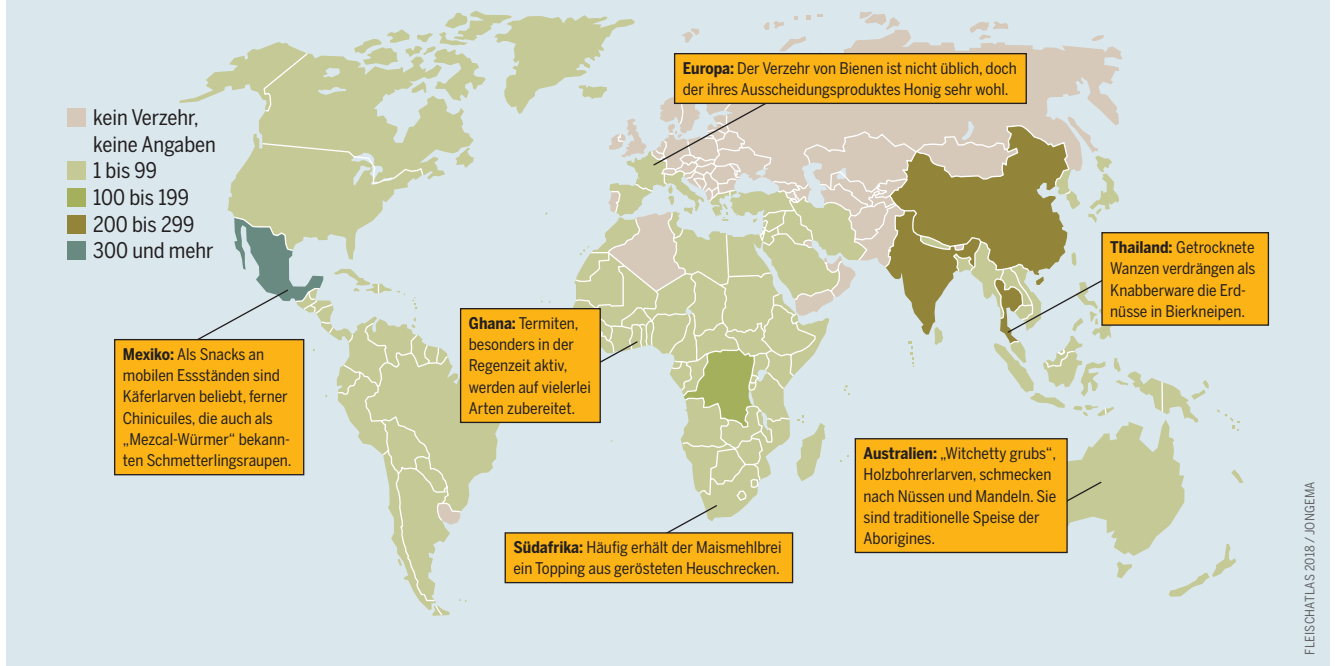 Europa: Der Verzehr von Bienen ist nicht üblich, doch
der ihres Ausscheidungsproduktes Honig sehr wohl.
kein Verzehr,
keine Angaben
1 bis 99
100 bis 199
200 bis 299
300 und mehr
Thailand: Getrocknete
Wanzen verdrängen als
Knabberware die Erd-
nüsse in Bierkneipen.
Ghana: Termiten,
besonders in der
Regenzeit aktiv,
werden auf vielerlei
Arten zubereitet.
Mexiko: Als Snacks an
mobilen Essständen sind
Käferlarven beliebt, ferner
Chinicuiles, die auch als
„Mezcal-Würmer“ bekann-
ten Schmetterlingsraupen.
Australien: „Witchetty grubs“,
Holzbohrerlarven, schmecken
nach Nüssen und Mandeln. Sie
sind traditionelle Speise der
Aborigines.
Südafrika: Häufig erhält der Maismehlbrei
ein Topping aus gerösteten Heuschrecken.
FLEISCHATLAS 2018 / JONGEMA